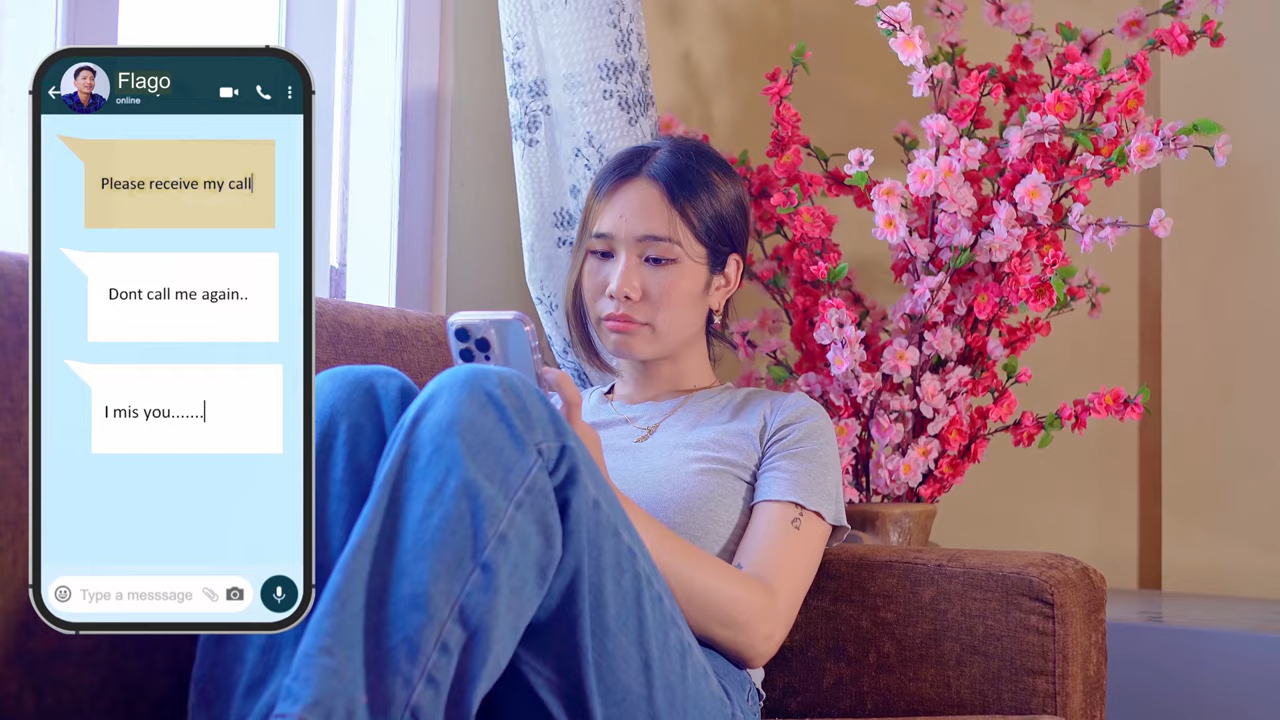 Flago
online
Please receive my call
Dont call me again..
I mis you.......
Type a messsage